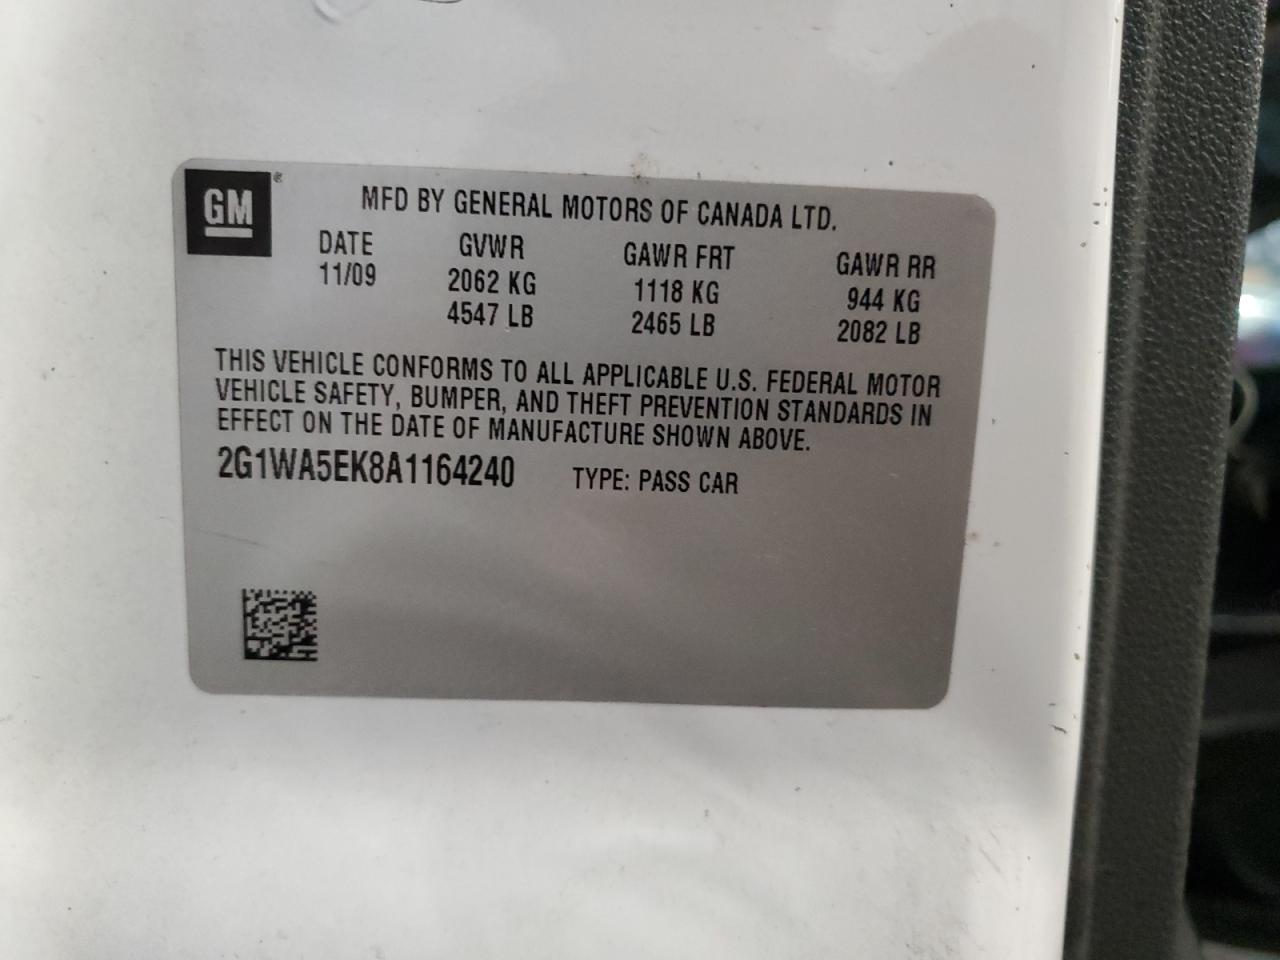 GM®
MFD BY GENERAL MOTORS OF CANADA LTD.
DATE GVWR GAWR FRT GAWR RR
11/09 2062 KG 1118 KG 944 KG
4547 LB 2465 LB 2082 LB
THIS VEHICLE CONFORMS TO ALL APPLICABLE U.S. FEDERAL MOTOR
VEHICLE SAFETY, BUMPER, AND THEFT PREVENTION STANDARDS IN
EFFECT ON THE DATE OF MANUFACTURE SHOWN ABOVE.
2G1WA5EK8A1164240 TYPE: PASS CAR